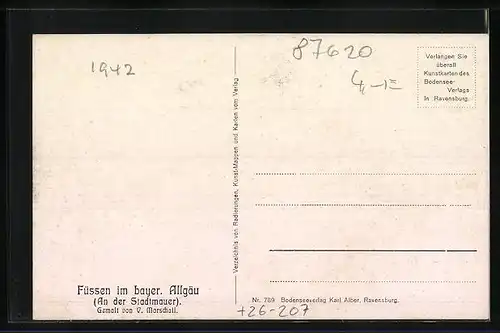 1942
87620
4,-E
Verlangen Sie
überall
Kunstkarten des
Bodensee-
Verlags
in Ravensburg.
Verzeichnis von Radierungen, Kunst-Mappen und Karten vom Verlag
Füssen im bayer. Allgäu
(An der Stadtmauer).
Gemalt von V. Marschall.
Nr. 789 Bodenseeverlag Karl Alber, Ravensburg.
+26-207